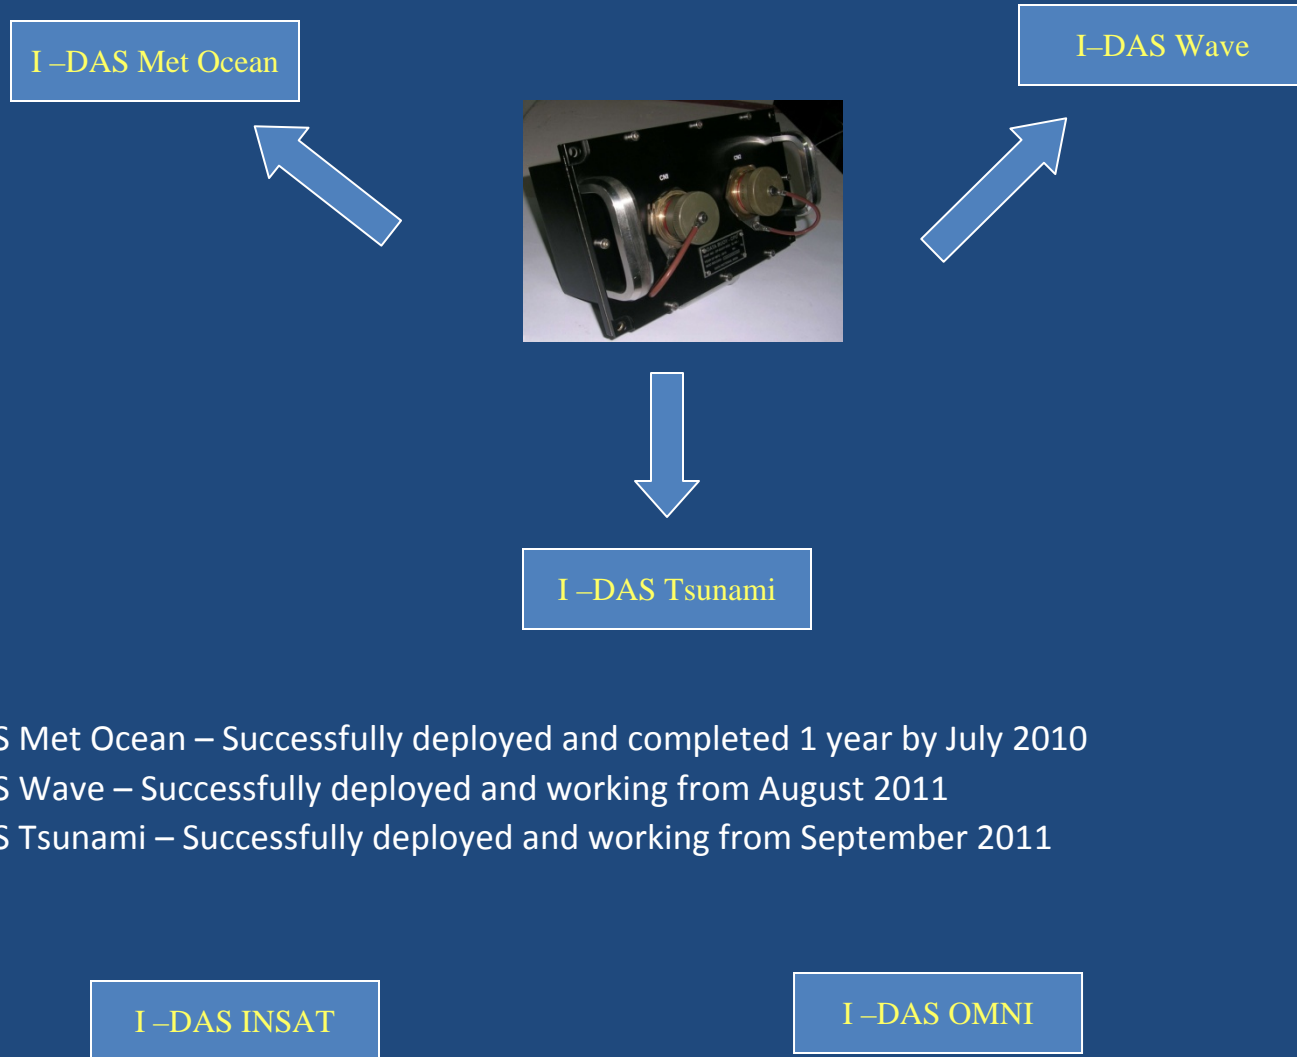 I –DAS Met Ocean
I–DAS Wave
CN1
CN2
I –DAS Tsunami
S Met Ocean – Successfully deployed and completed 1 year by July 2010
S Wave – Successfully deployed and working from August 2011
S Tsunami – Successfully deployed and working from September 2011
I –DAS INSAT
I –DAS OMNI